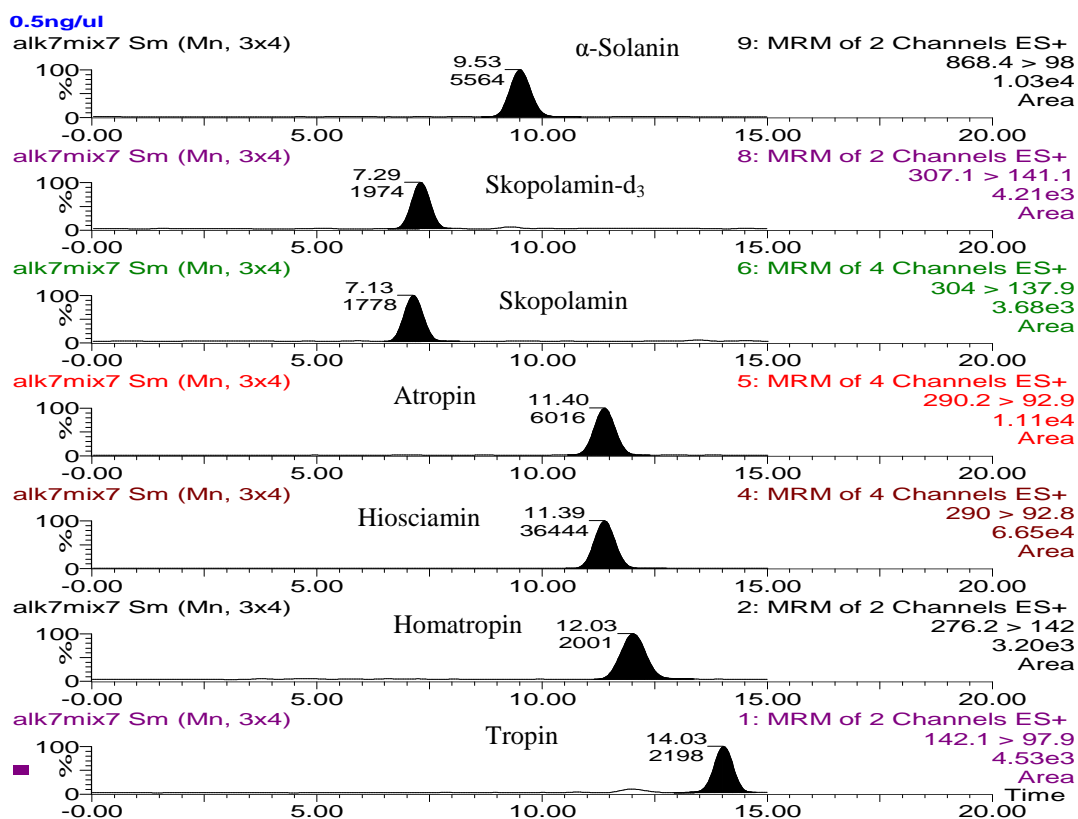 0.5ng/ul
alk7mix7 Sm (Mn, 3x4) α-Solanin 9: MRM of 2 Channels ES+
868.4 > 98
1.03e4
Area
9.53
5564
100
%
0
-0.00 5.00 10.00 15.00 20.00
alk7mix7 Sm (Mn, 3x4) Skopolamin-d₃ 8: MRM of 2 Channels ES+
307.1 > 141.1
4.21e3
Area
7.29
1974
100
%
0
-0.00 5.00 10.00 15.00 20.00
alk7mix7 Sm (Mn, 3x4) Skopolamin 6: MRM of 4 Channels ES+
304 > 137.9
3.68e3
Area
7.13
1778
100
%
0
-0.00 5.00 10.00 15.00 20.00
alk7mix7 Sm (Mn, 3x4) Atropin 5: MRM of 4 Channels ES+
290.2 > 92.9
1.11e4
Area
11.40
6016
100
%
0
-0.00 5.00 10.00 15.00 20.00
alk7mix7 Sm (Mn, 3x4) Hiosciamin 4: MRM of 4 Channels ES+
290 > 92.8
6.65e4
Area
11.39
36444
100
%
0
-0.00 5.00 10.00 15.00 20.00
alk7mix7 Sm (Mn, 3x4) Homatropin 2: MRM of 2 Channels ES+
276.2 > 142
3.20e3
Area
12.03
2001
100
%
0
-0.00 5.00 10.00 15.00 20.00
alk7mix7 Sm (Mn, 3x4) Tropin 1: MRM of 2 Channels ES+
142.1 > 97.9
4.53e3
Area
14.03
2198
100
%
0
Time
-0.00 5.00 10.00 15.00 20.00